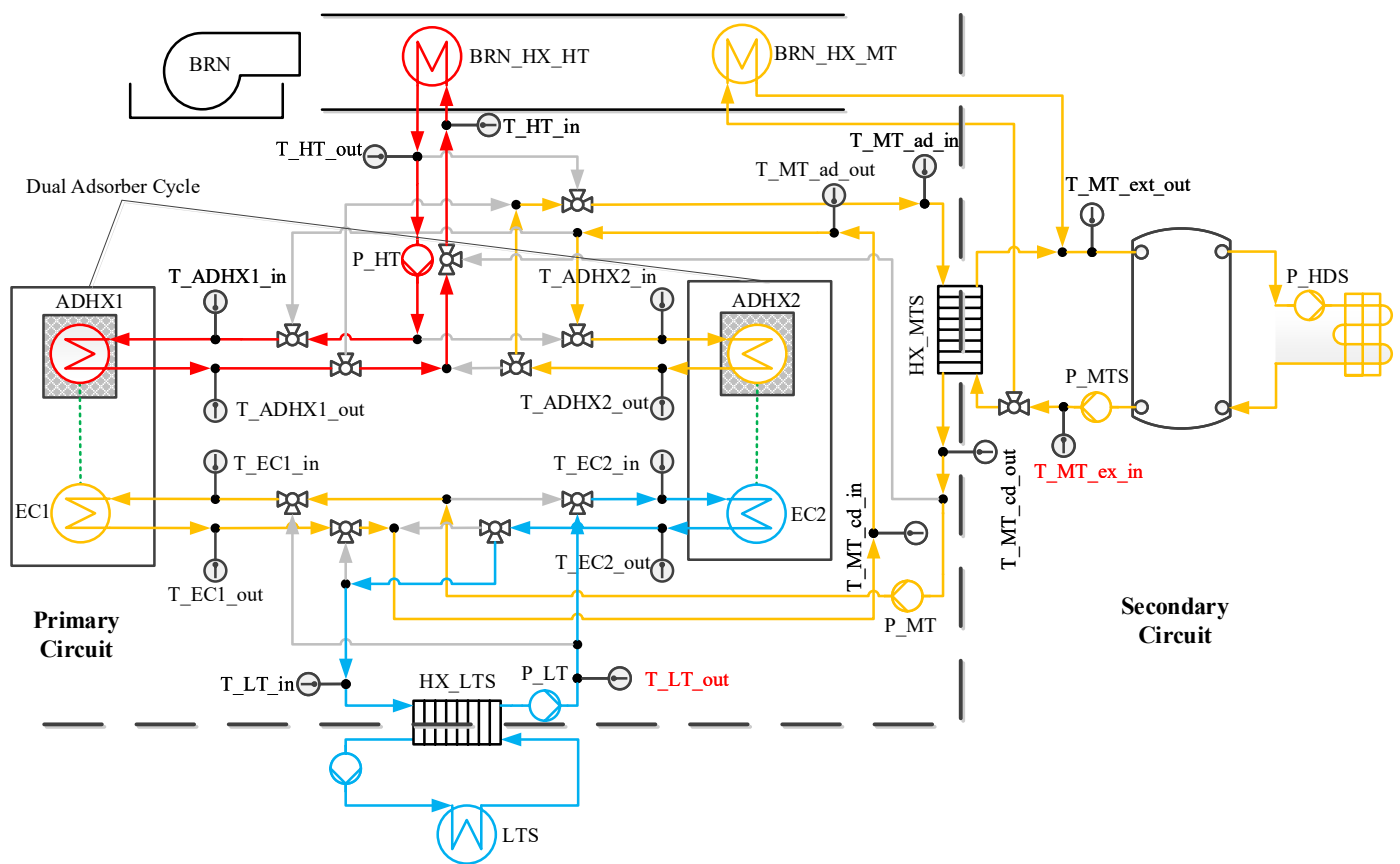 BRN
BRN_HX_HT
BRN_HX_MT
T_HT_in
T_HT_out
T_MT_ad_in
T_MT_ad_out
Dual Adsorber Cycle
T_MT_ext_out
P_HT
T_ADHX1_in
T_ADHX2_in
P_HDS
ADHX1
ADHX2
HX_MTS
P_MTS
T_ADHX1_out
T_ADHX2_out
T_EC1_in
T_EC2_in
T_MT_ex_in
T_MT_cd_out
T_MT_cd_in
EC1
EC2
T_EC1_out
T_EC2_out
P_MT
Primary
Circuit
Secondary
Circuit
T_LT_in
HX_LTS
P_LT
T_LT_out
LTS